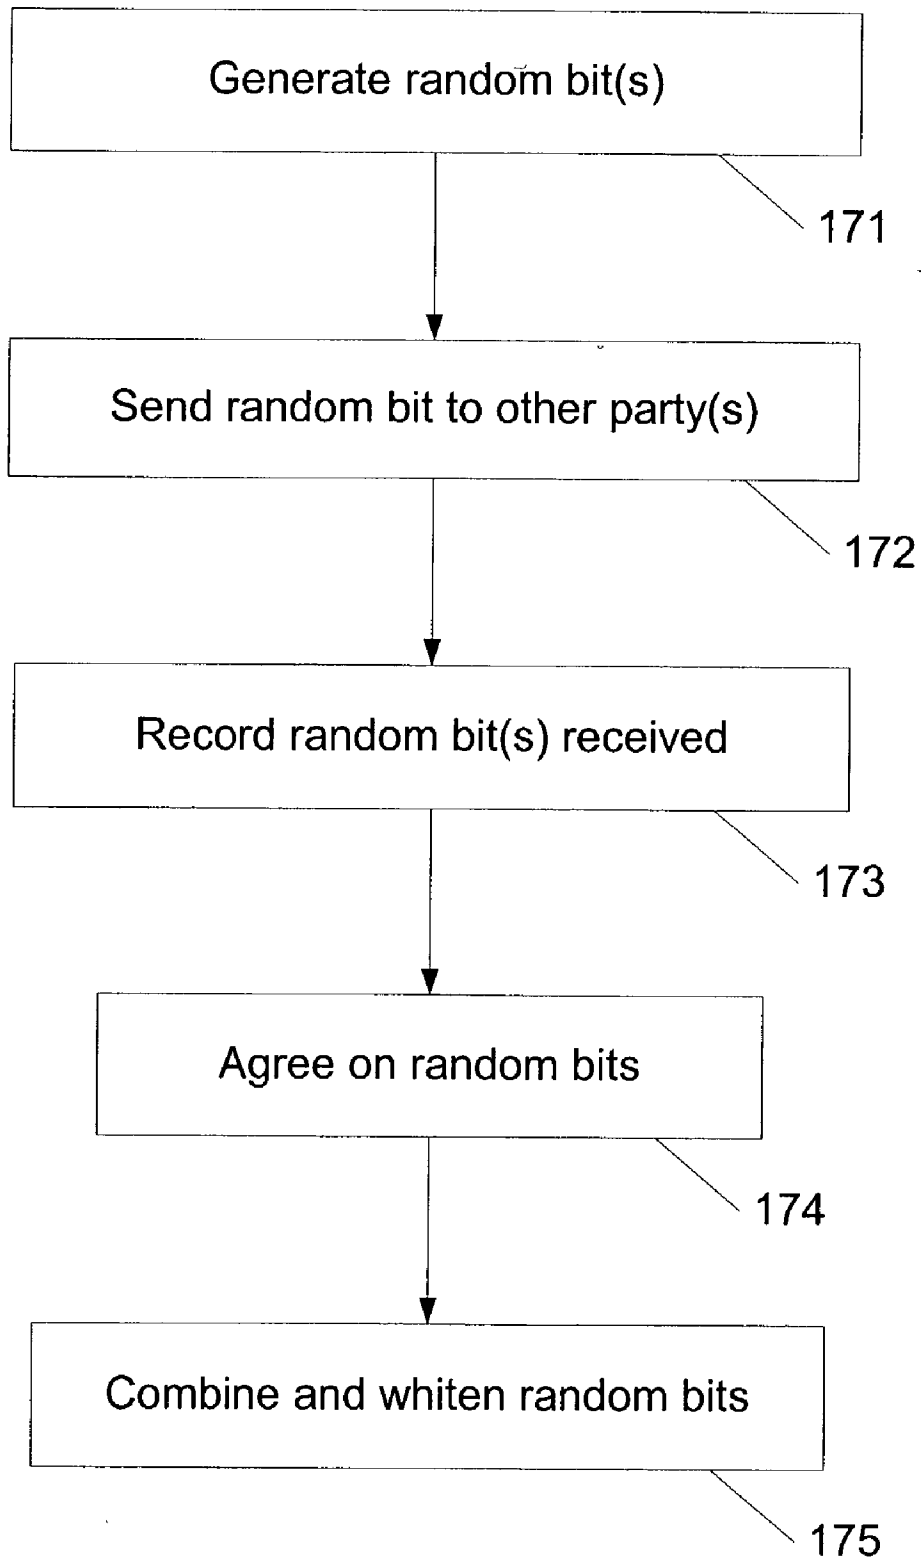 Generate random bit(s)
171
Send random bit to other party(s)
172
Record random bit(s) received
173
Agree on random bits
174
Combine and whiten random bits
175